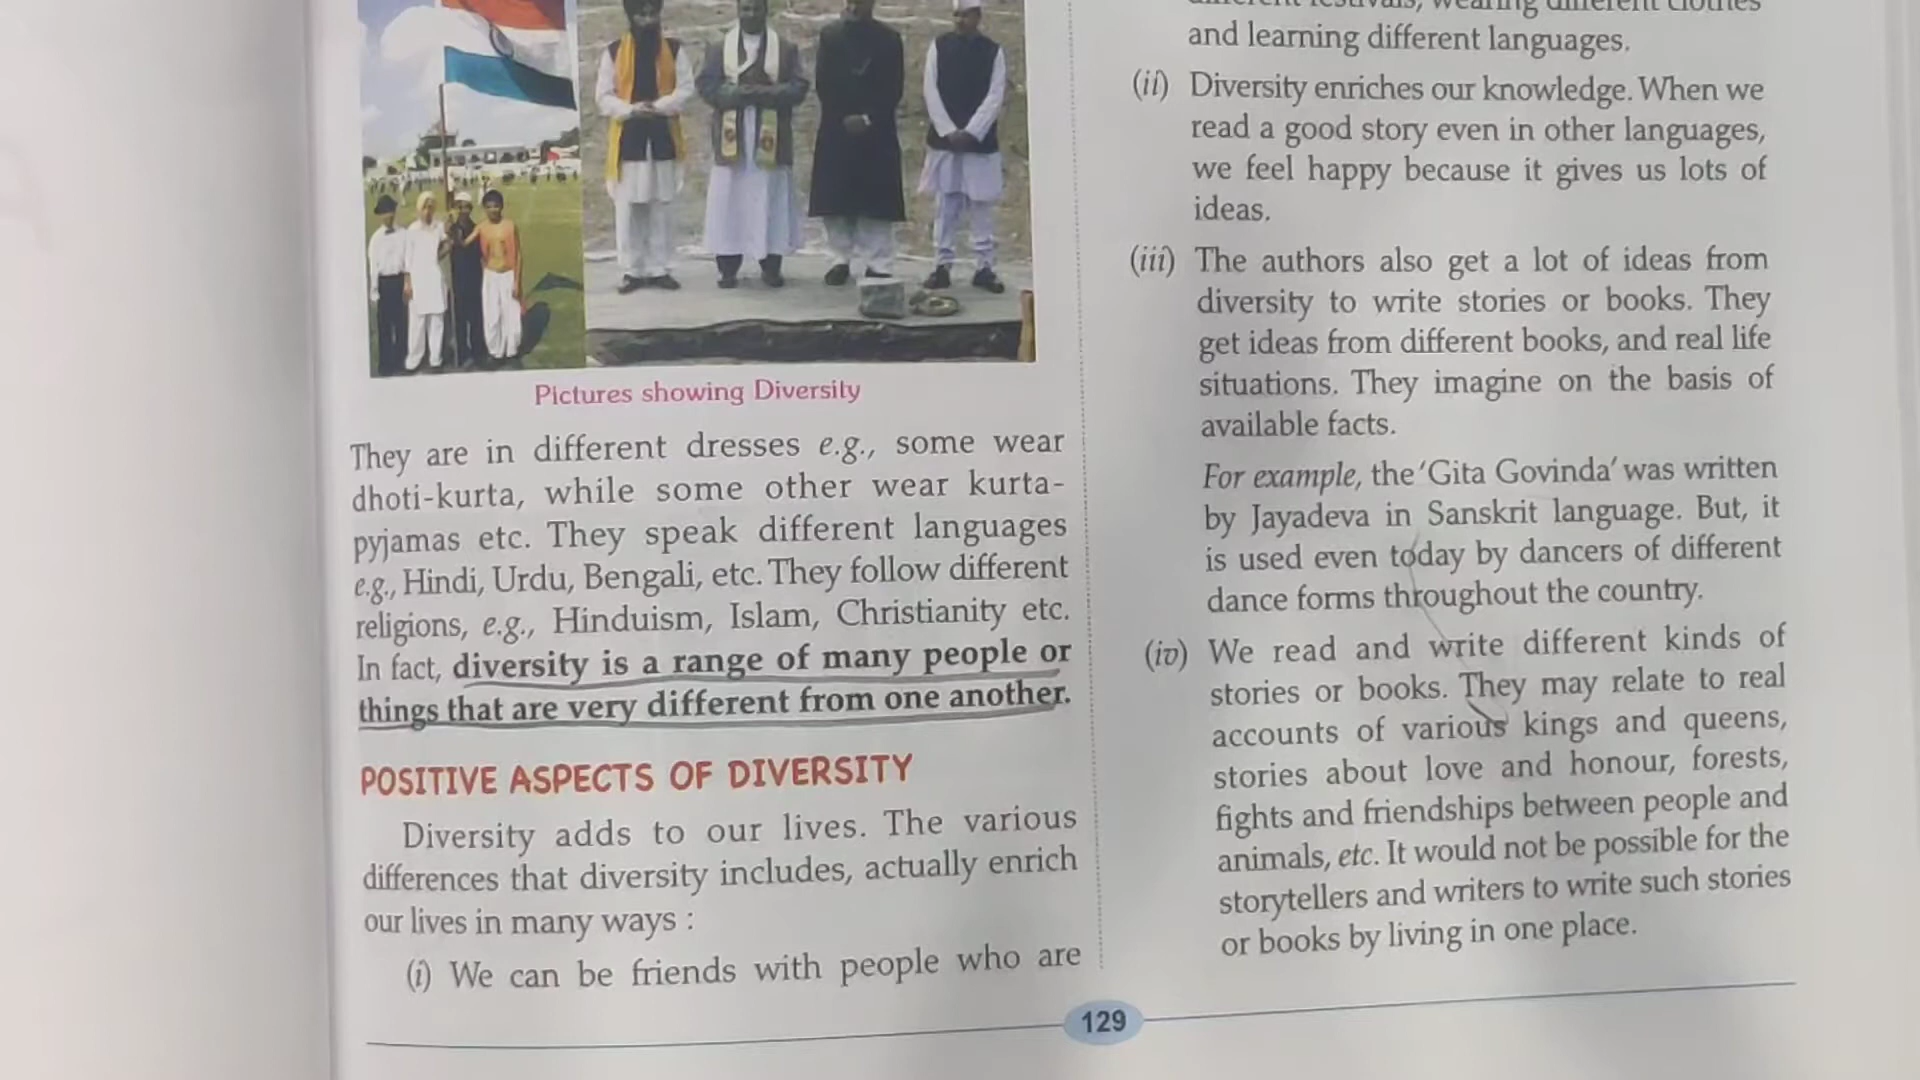 Pictures showing Diversity
They are in different dresses e.g., some wear
dhoti-kurta, while some other wear kurta-
pyjamas etc. They speak different languages
e.g., Hindi, Urdu, Bengali, etc. They follow different
religions, e.g., Hinduism, Islam, Christianity etc.
In fact, diversity is a range of many people or
things that are very different from one another.
POSITIVE ASPECTS OF DIVERSITY
Diversity adds to our lives. The various
differences that diversity includes, actually enrich
our lives in many ways :
(i) We can be friends with people who are
different festivals, wearing different clothes
and learning different languages.
(ii) Diversity enriches our knowledge. When we
read a good story even in other languages,
we feel happy because it gives us lots of
ideas.
(iii) The authors also get a lot of ideas from
diversity to write stories or books. They
get ideas from different books, and real life
situations. They imagine on the basis of
available facts.
For example, the 'Gita Govinda' was written
by Jayadeva in Sanskrit language. But, it
is used even today by dancers of different
dance forms throughout the country.
(iv) We read and write different kinds of
stories or books. They may relate to real
accounts of various kings and queens,
stories about love and honour, forests,
fights and friendships between people and
animals, etc. It would not be possible for the
storytellers and writers to write such stories
or books by living in one place.
129